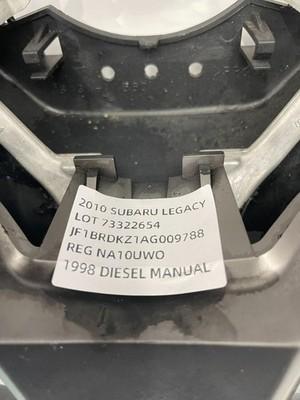 2010 SUBARU LEGACY
LOT 73322654
JF1BRDKZ1AG009788
REG NA10UWO
1998 DIESEL MANUAL